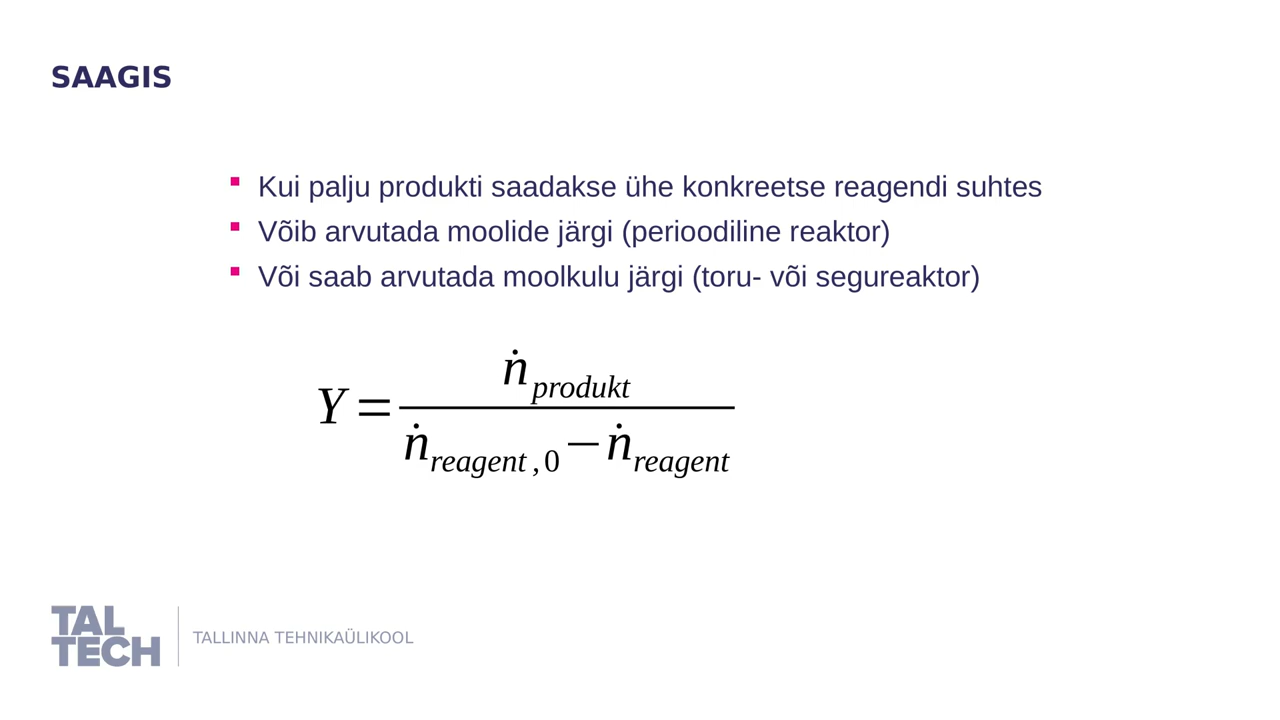 SAAGIS
▪ Kui palju produkti saadakse ühe konkreetse reagendi suhtes
▪ Võib arvutada moolide järgi (perioodiline reaktor)
▪ Või saab arvutada moolkulu järgi (toru- või segureaktor)
Y = ṅ_produkt / (ṅ_reagent,0 − ṅ_reagent)
TAL
TECH
TALLINNA TEHNIKAÜLIKOOL